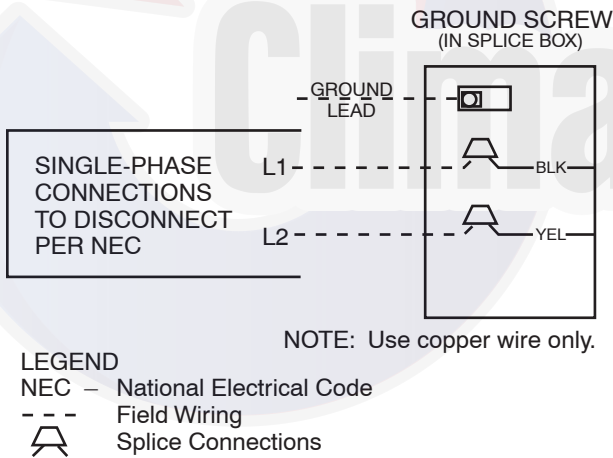 GROUND SCREW
(IN SPLICE BOX)
GROUND
LEAD
SINGLE-PHASE
CONNECTIONS
TO DISCONNECT
PER NEC
L1
BLK
L2
YEL
NOTE: Use copper wire only.
LEGEND
NEC – National Electrical Code
Field Wiring
Splice Connections
Clima